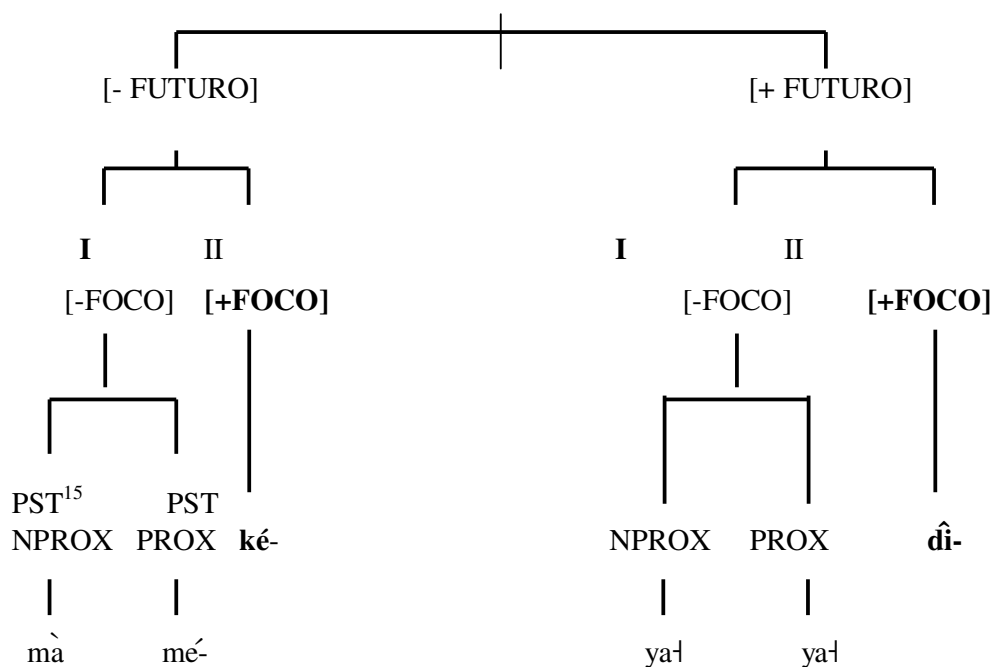 [- FUTURO] [+ FUTURO]
I II I II
[-FOCO] [+FOCO] [-FOCO] [+FOCO]
PST15 PST
NPROX PROX ké- NPROX PROX dî-
mà mé- ya˧ ya˧